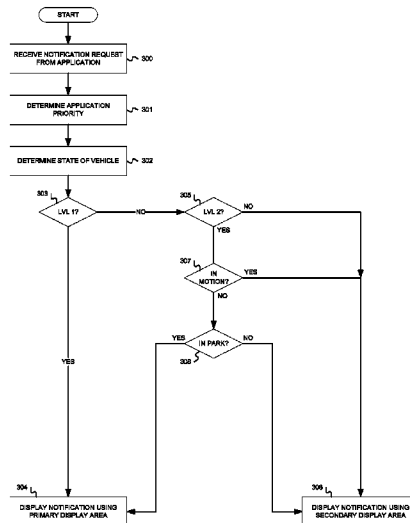 START
RECEIVE NOTIFICATION REQUEST
FROM APPLICATION
300
DETERMINE APPLICATION
PRIORITY
301
DETERMINE STATE OF VEHICLE
302
303
LVL 1?
NO
305
LVL 2?
NO
YES
307
IN
MOTION?
YES
NO
YES
IN PARK?
NO
308
YES
304
DISPLAY NOTIFICATION USING
PRIMARY DISPLAY AREA
306
DISPLAY NOTIFICATION USING
SECONDARY DISPLAY AREA